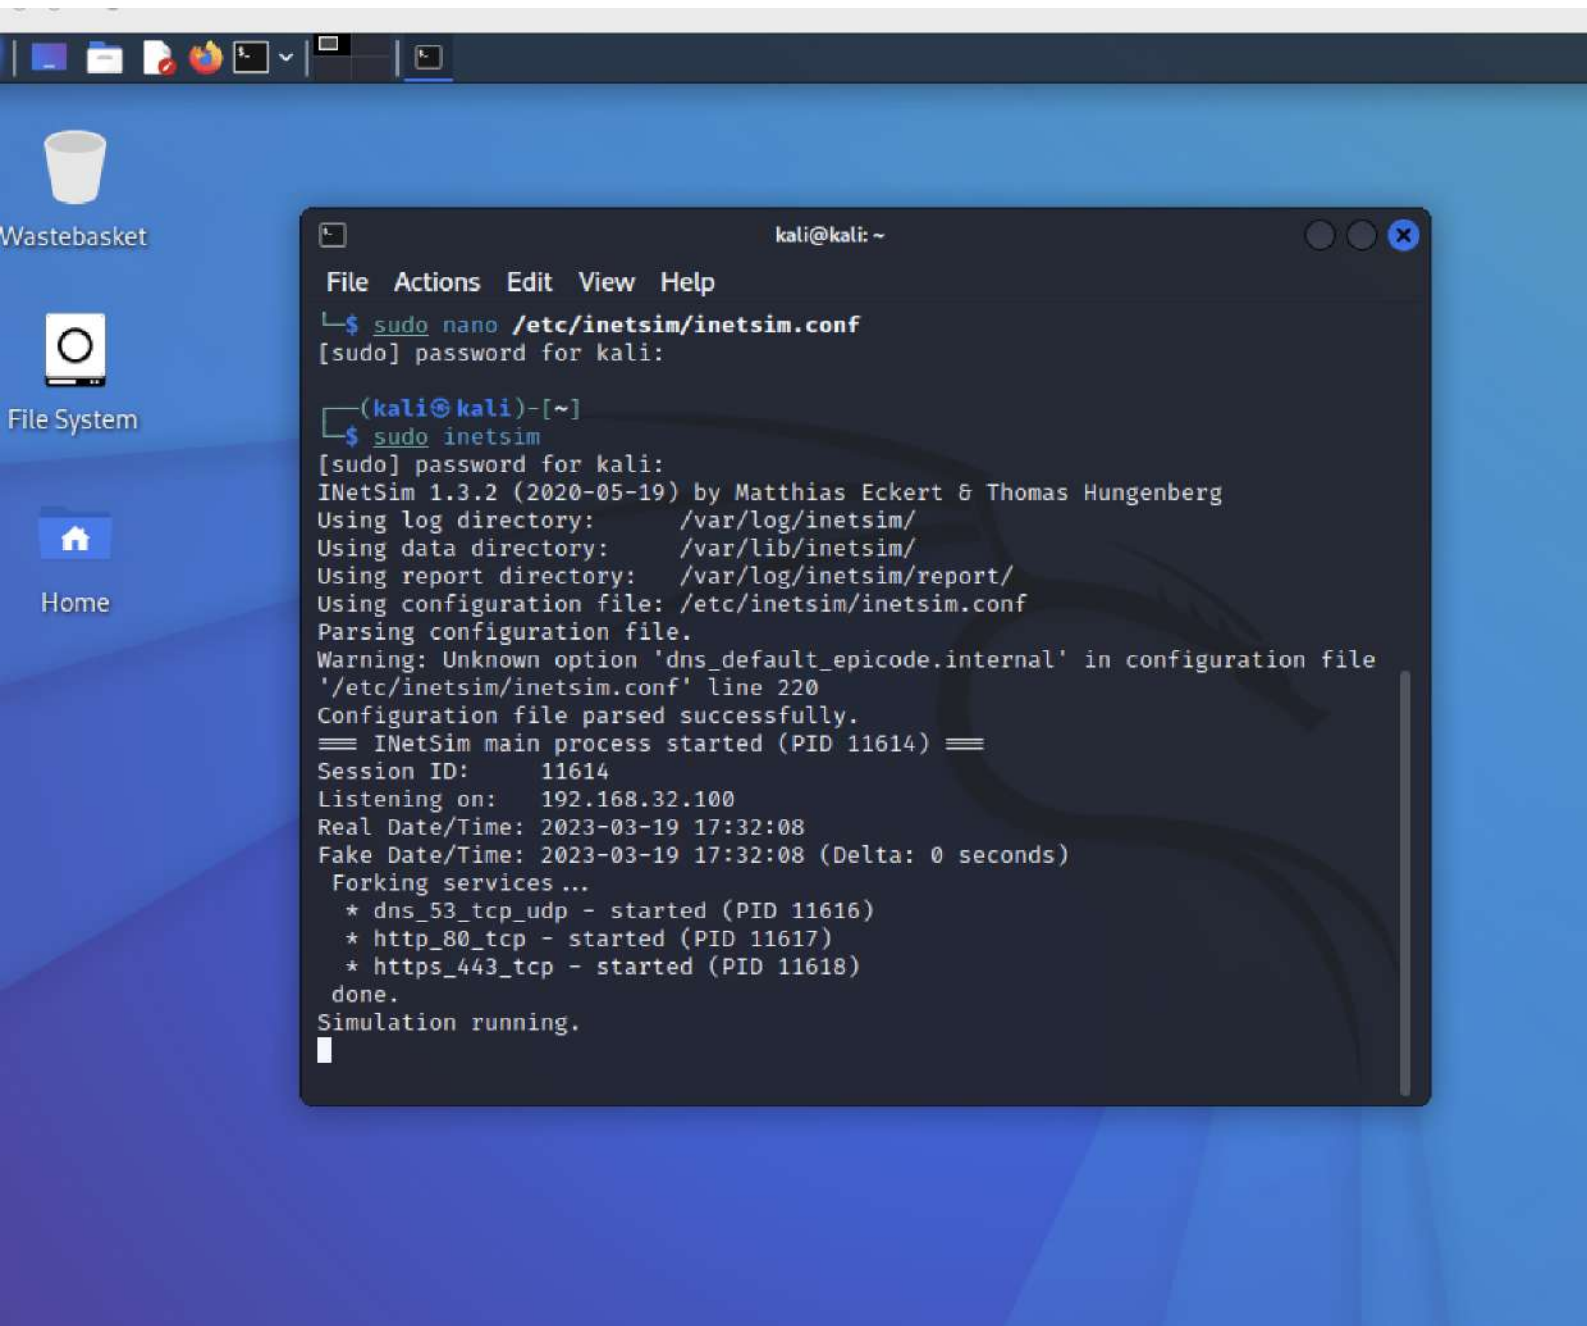 Wastebasket
File System
Home
kali@kali: ~
File Actions Edit View Help
└─$ sudo nano /etc/inetsim/inetsim.conf
[sudo] password for kali:
┌──(kali㉿kali)-[~]
└─$ sudo inetsim
[sudo] password for kali:
INetSim 1.3.2 (2020-05-19) by Matthias Eckert & Thomas Hungenberg
Using log directory:      /var/log/inetsim/
Using data directory:     /var/lib/inetsim/
Using report directory:   /var/log/inetsim/report/
Using configuration file: /etc/inetsim/inetsim.conf
Parsing configuration file.
Warning: Unknown option 'dns_default_epicode.internal' in configuration file
'/etc/inetsim/inetsim.conf' line 220
Configuration file parsed successfully.
=== INetSim main process started (PID 11614) ===
Session ID:     11614
Listening on:   192.168.32.100
Real Date/Time: 2023-03-19 17:32:08
Fake Date/Time: 2023-03-19 17:32:08 (Delta: 0 seconds)
 Forking services...
  * dns_53_tcp_udp - started (PID 11616)
  * http_80_tcp - started (PID 11617)
  * https_443_tcp - started (PID 11618)
 done.
Simulation running.